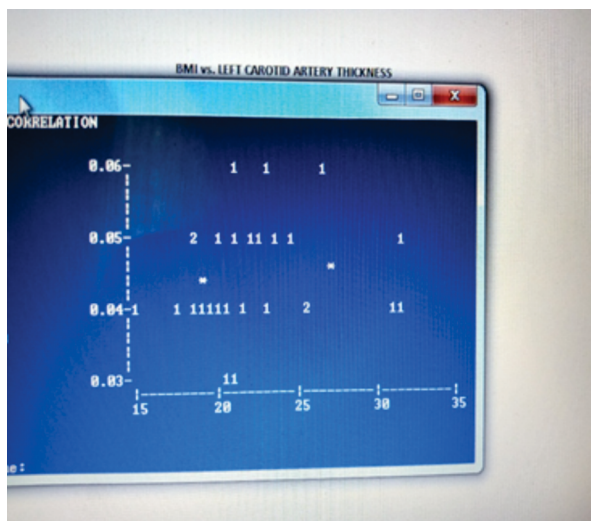 BMI vs. LEFT CAROTID ARTERY THICKNESS
CORRELATION
0.06- 1 1 1
0.05- 2 1 1 11 1 1 1
* *
0.04-1 1 11111 1 1 2 11
0.03- 11
15 20 25 30 35
e: